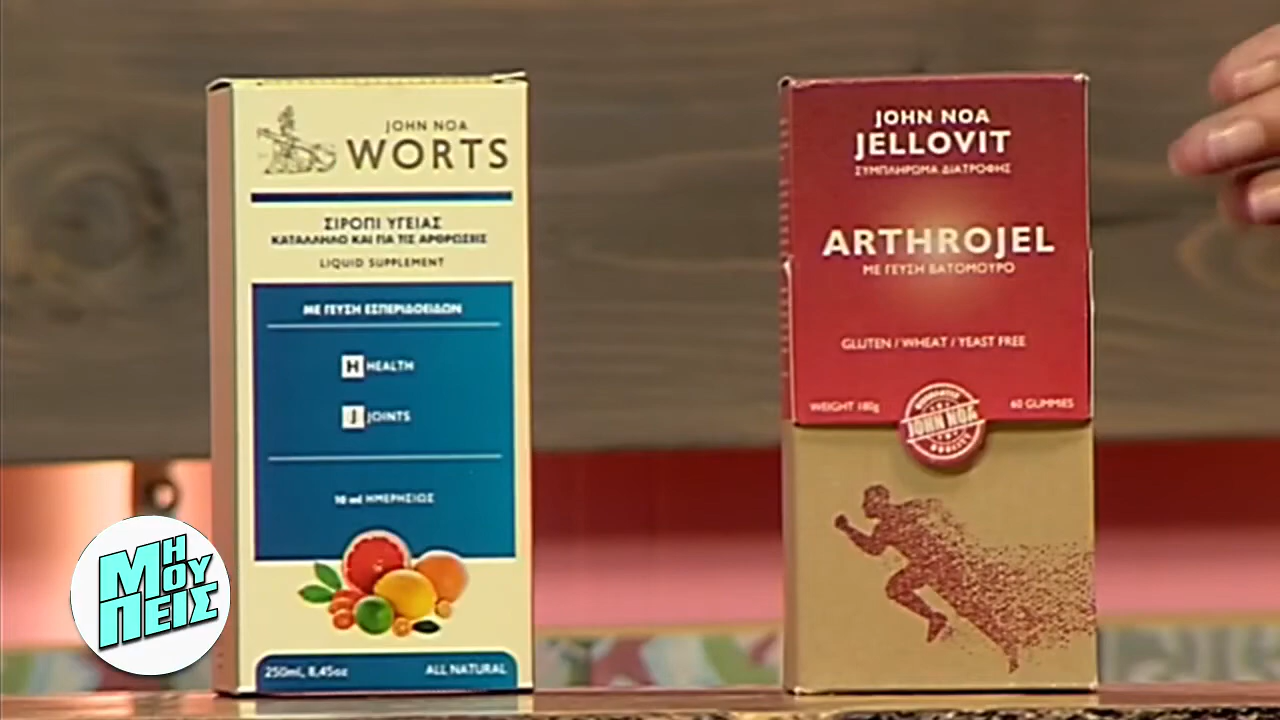 JOHN NOA
WORTS
ΣΙΡΟΠΙ ΥΓΕΙΑΣ
ΚΑΤΑΛΛΗΛΟ ΚΑΙ ΓΙΑ ΤΙΣ ΑΡΘΡΩΣΕΙΣ
LIQUID SUPPLEMENT
ΜΕ ΓΕΥΣΗ ΕΣΠΕΡΙΔΟΕΙΔΩΝ
H HEALTH
J JOINTS
10 ml ΗΜΕΡΗΣΙΩΣ
250ml, 8,45oz
ALL NATURAL
JOHN NOA
JELLOVIT
ΣΥΜΠΛΗΡΩΜΑ ΔΙΑΤΡΟΦΗΣ
ARTHROJEL
ΜΕ ΓΕΥΣΗ ΒΑΤΟΜΟΥΡΟ
GLUTEN / WHEAT / YEAST FREE
WEIGHT 180g
60 GUMMIES
JOHN NOA
ΜΗ
ΜΟΥ
ΠΕΙΣ